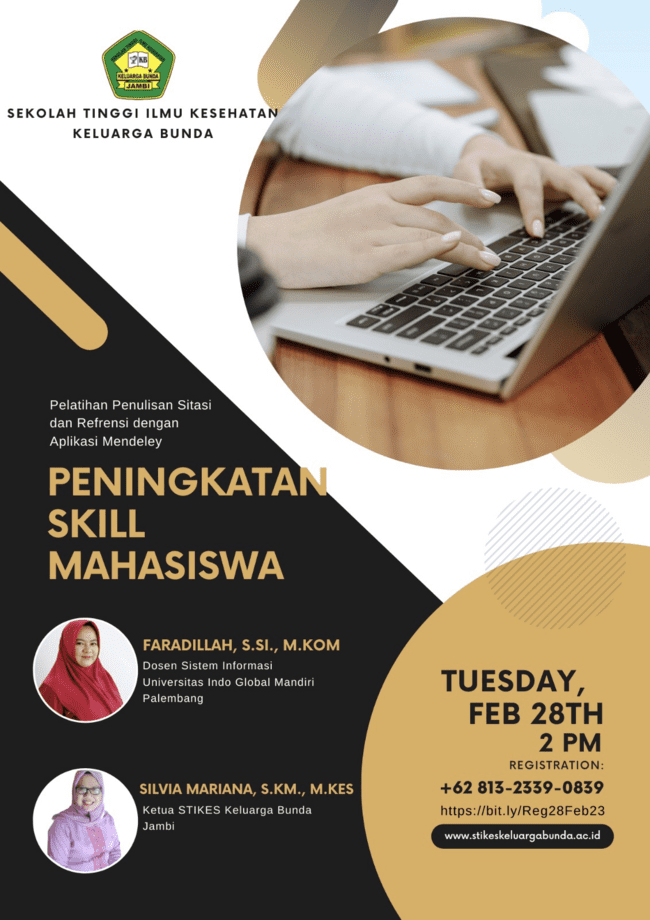 KELUARGA BUNDA
JAMBI
SEKOLAH TINGGI ILMU KESEHATAN
KELUARGA BUNDA
Pelatihan Penulisan Sitasi
dan Refrensi dengan
Aplikasi Mendeley
PENINGKATAN
SKILL
MAHASISWA
FARADILLAH, S.SI., M.KOM
Dosen Sistem Informasi
Universitas Indo Global Mandiri
Palembang
SILVIA MARIANA, S.KM., M.KES
Ketua STIKES Keluarga Bunda
Jambi
TUESDAY,
FEB 28TH
2 PM
REGISTRATION:
+62 813-2339-0839
https://bit.ly/Reg28Feb23
www.stikeskeluargabunda.ac.id